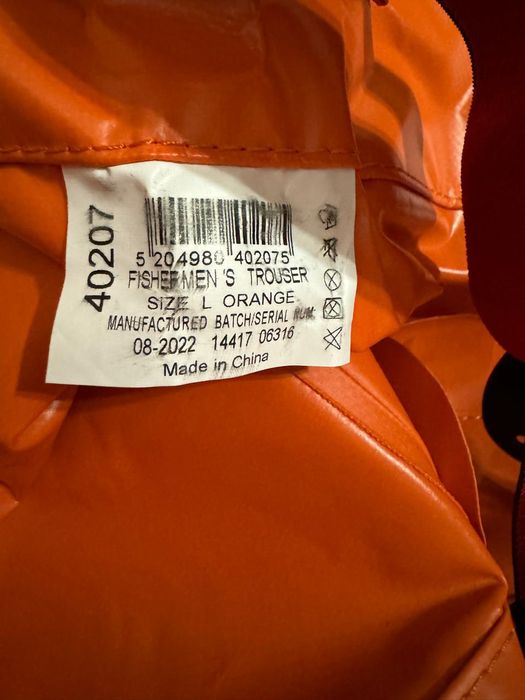 40207
5 204980 402075
FISHERMEN'S TROUSER
SIZE L ORANGE
MANUFACTURED BATCH/SERIAL NUM:
08-2022 14417 06316
Made in China